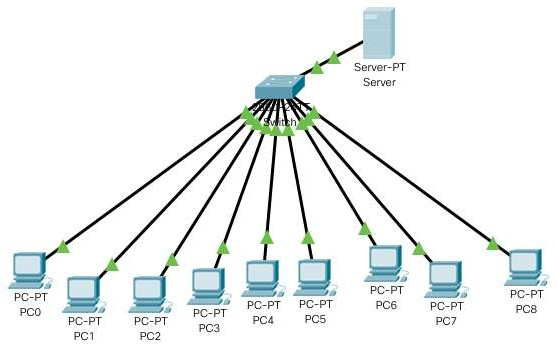 Server-PT
Server
Switch
PC-PT
PC0
PC-PT
PC1
PC-PT
PC2
PC-PT
PC3
PC-PT
PC4
PC-PT
PC5
PC-PT
PC6
PC-PT
PC7
PC-PT
PC8